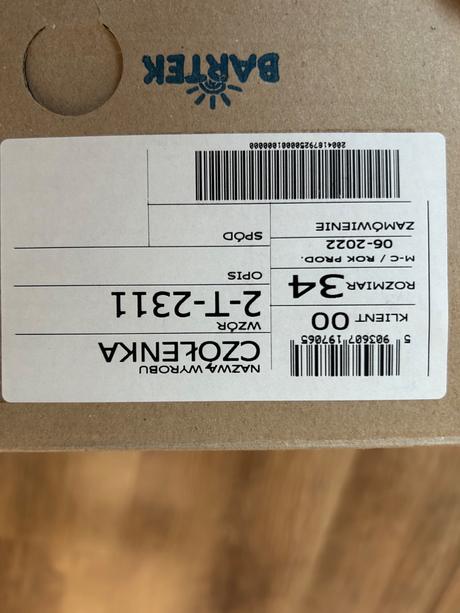 5 903607 197065
KLIENT 00
ROZMIAR 34
M-C / ROK PROD.
06-2022
ZAMÓWIENIE
NAZWA WYROBU
CZÓŁENKA
WZÓR
2-T-2311
OPIS
SPÓD
2004187925000001000000
BARTEK